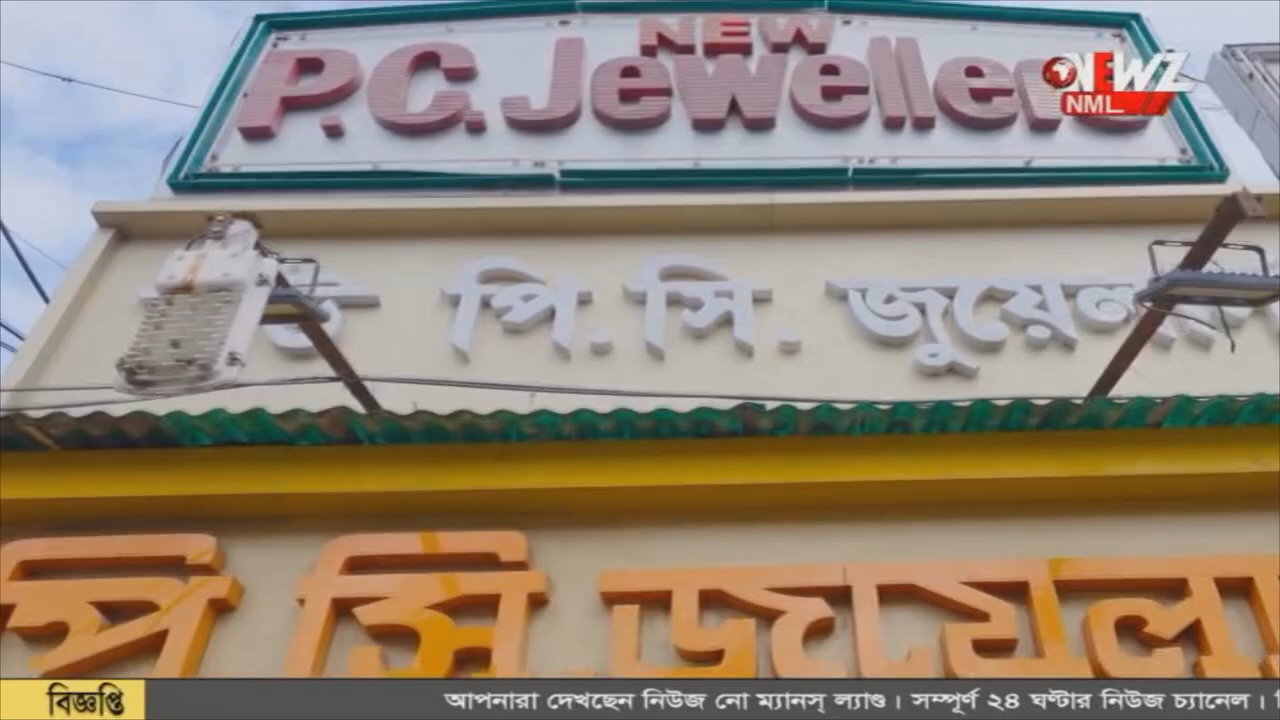 NEW
P.C. Jewellers
NEWZ
NML
পি.সি. জুয়েলা
পি সি জুয়েলা
বিজ্ঞপ্তি
আপনারা দেখছেন নিউজ নো ম্যানস্ ল্যাণ্ড । সম্পূর্ণ ২৪ ঘণ্টার নিউজ চ্যানেল ।